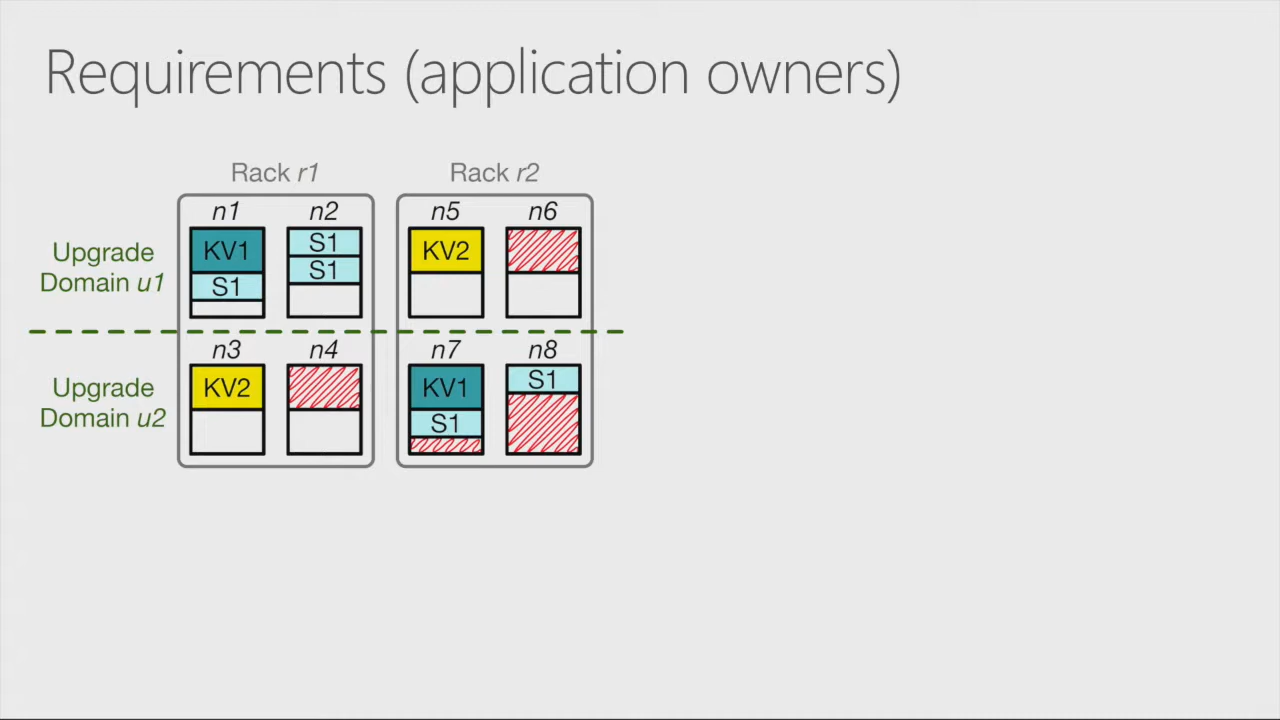 Requirements (application owners)
Rack r1
Rack r2
n1
n2
n5
n6
Upgrade
Domain u1
KV1
S1
S1
S1
KV2
n3
n4
n7
n8
Upgrade
Domain u2
KV2
KV1
S1
S1